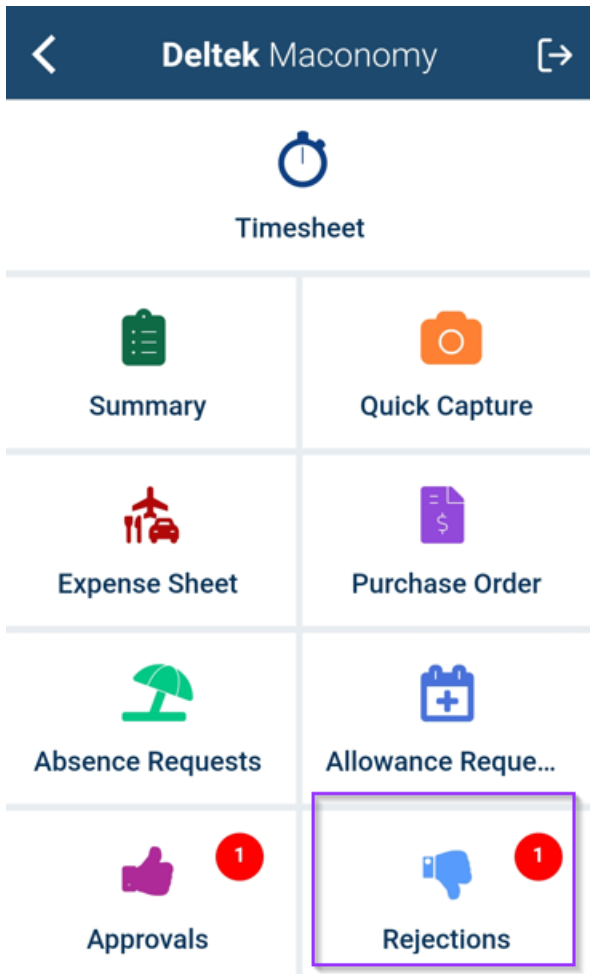 Deltek Maconomy
Timesheet
Summary
Quick Capture
Expense Sheet
Purchase Order
$
Absence Requests
Allowance Reque...
1
1
Approvals
Rejections